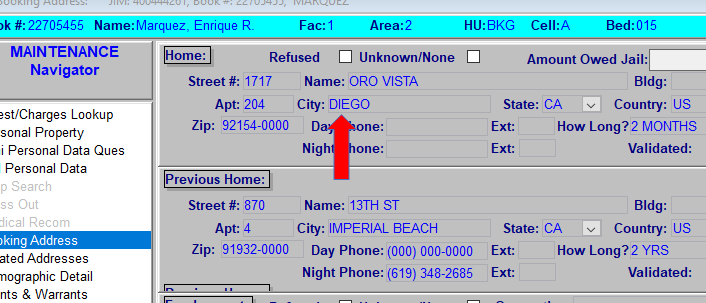 Booking Address: JIM: 400444261, Book #: 22705455, MARQUEZ
ok #: 22705455 Name: Marquez, Enrique R. Fac: 1 Area: 2 HU: BKG Cell: A Bed: 015
MAINTENANCE
Navigator
est/Charges Lookup
rsonal Property
ni Personal Data Ques
l Personal Data
p Search
ss Out
dical Recom
oking Address
ated Addresses
mographic Detail
nts & Warrants
Home: Refused Unknown/None Amount Owed Jail:
Street #: 1717 Name: ORO VISTA Bldg:
Apt: 204 City: DIEGO State: CA Country: US
Zip: 92154-0000 Day Phone: Ext: How Long? 2 MONTHS
Night Phone: Ext: Validated:
Previous Home:
Street #: 870 Name: 13TH ST Bldg:
Apt: 4 City: IMPERIAL BEACH State: CA Country: US
Zip: 91932-0000 Day Phone: (000) 000-0000 Ext: How Long? 2 YRS
Night Phone: (619) 348-2685 Ext: Validated: